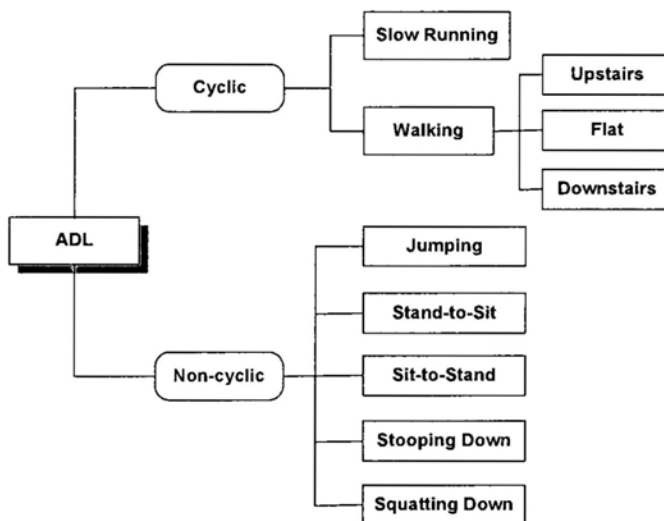 Slow Running
Cyclic
Upstairs
Walking
Flat
Downstairs
ADL
Jumping
Stand-to-Sit
Non-cyclic
Sit-to-Stand
Stooping Down
Squatting Down